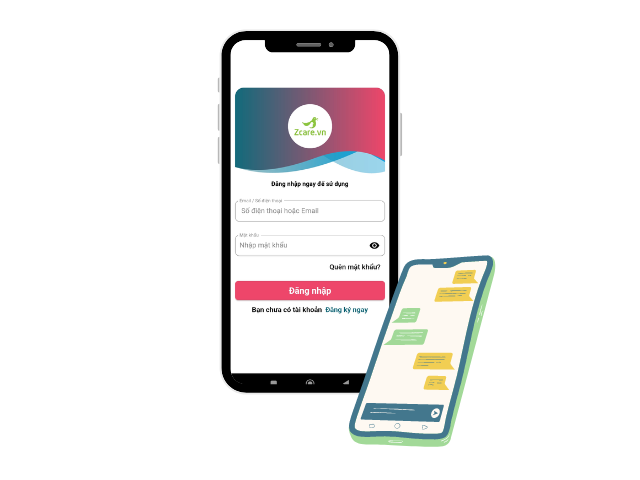 Zcare.vn
Đăng nhập ngay để sử dụng
Email / Số điện thoại
Số điện thoại hoặc Email
Mật khẩu
Nhập mật khẩu
Quên mật khẩu?
Đăng nhập
Bạn chưa có tài khoản Đăng ký ngay